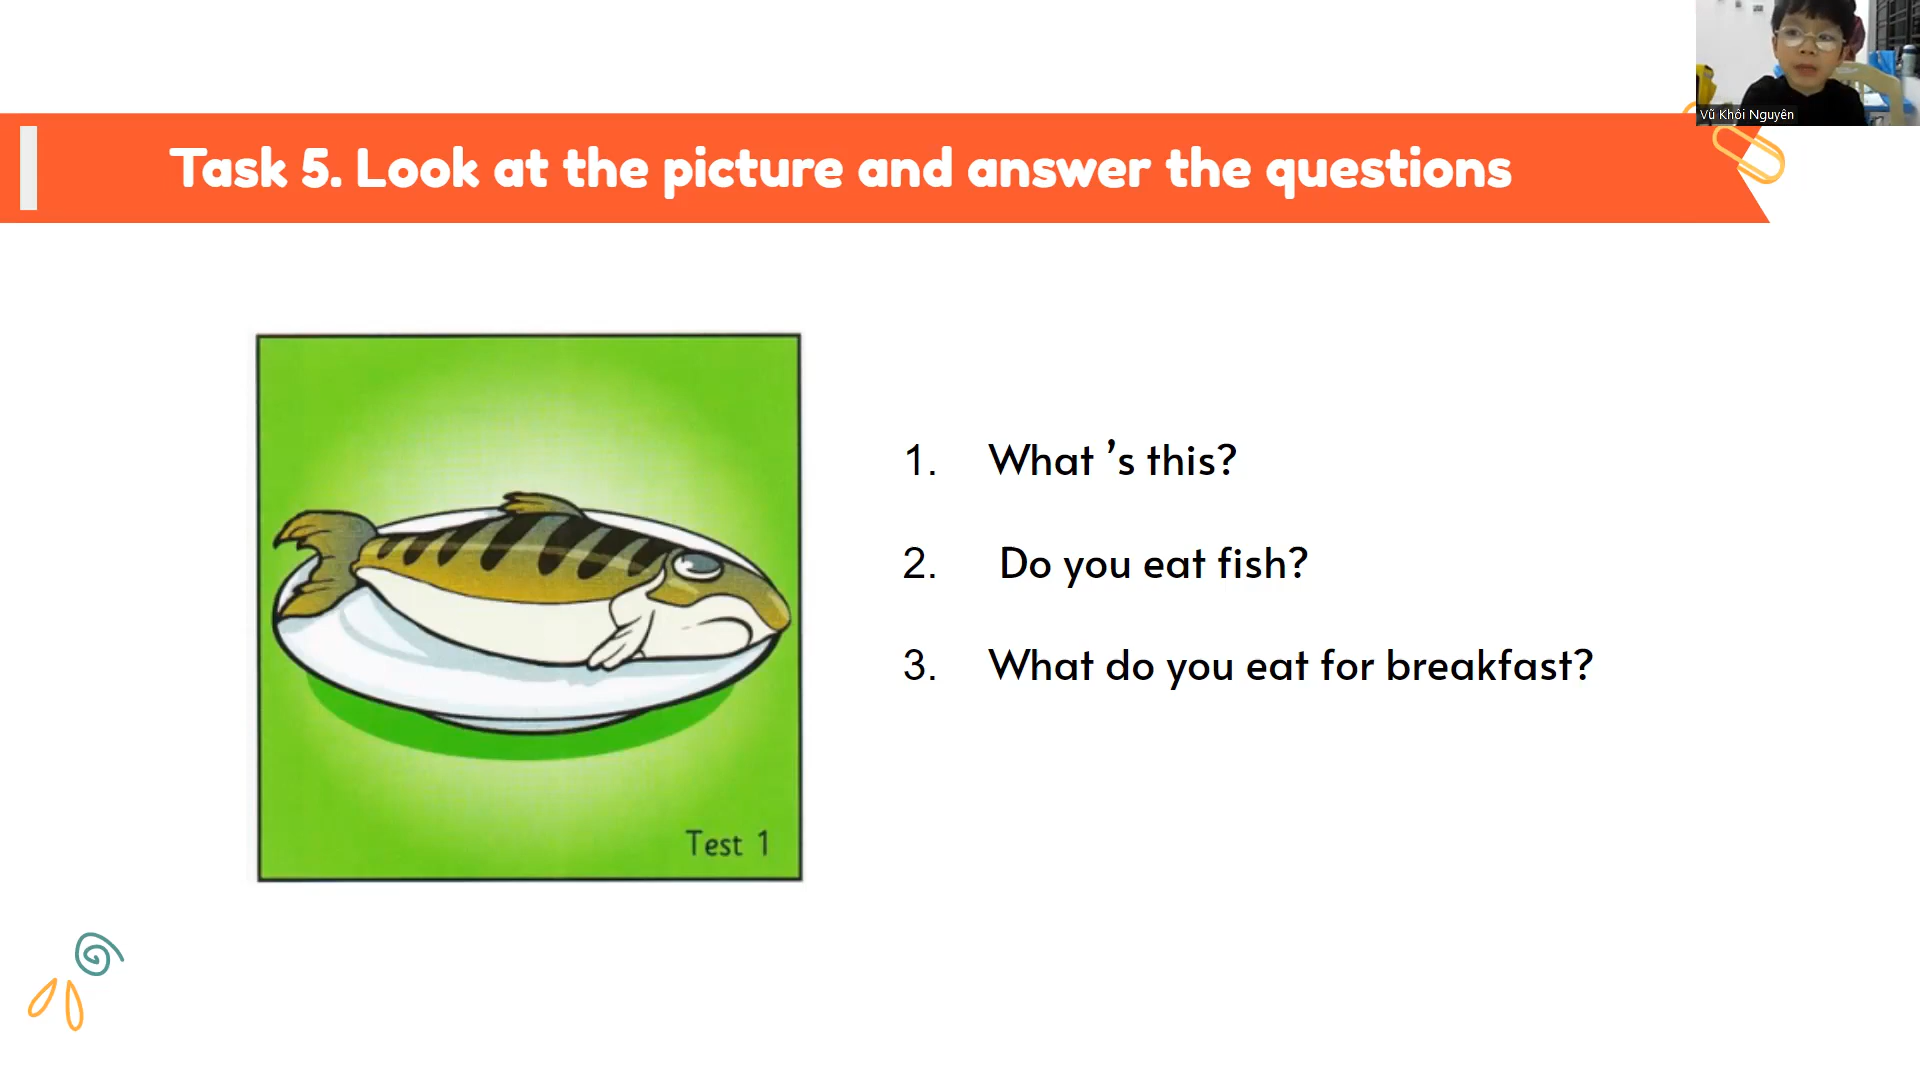 Vũ Khôi Nguyên
Task 5. Look at the picture and answer the questions
1. What ’s this?
2. Do you eat fish?
3. What do you eat for breakfast?
Test 1